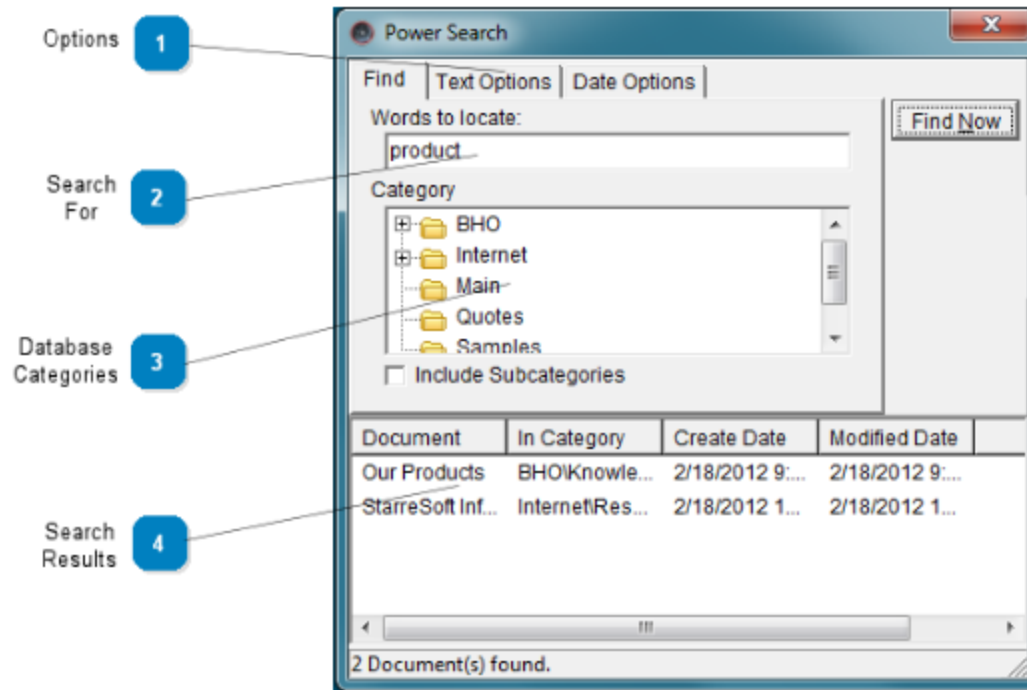 Options
1
Search
For
2
Database
Categories
3
Search
Results
4
Power Search
Find
Text Options
Date Options
Words to locate:
product
Find Now
Category
BHO
Internet
Main
Quotes
Samples
Include Subcategories
Document In Category Create Date Modified Date
Our Products BHO\Knowle... 2/18/2012 9:... 2/18/2012 9:...
StarreSoft Inf... Internet\Res... 2/18/2012 1... 2/18/2012 1...
2 Document(s) found.